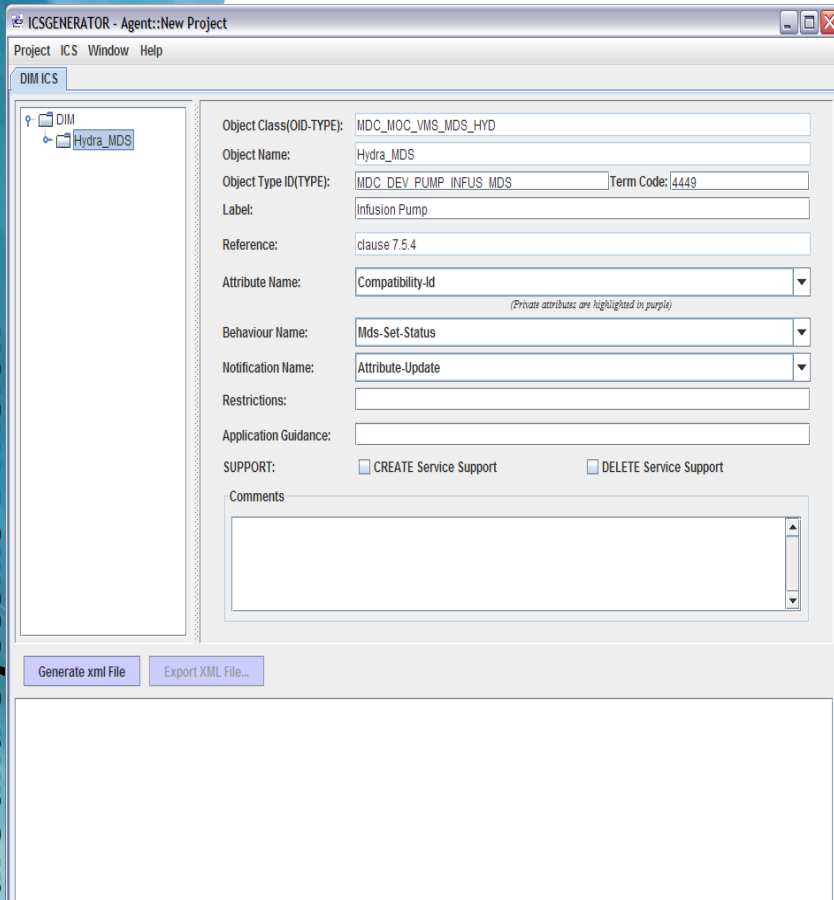 ICSGENERATOR - Agent::New Project
Project ICS Window Help
DIM ICS
DIM
Hydra_MDS
Object Class(OID-TYPE): MDC_MOC_VMS_MDS_HYD
Object Name: Hydra_MDS
Object Type ID(TYPE): MDC_DEV_PUMP_INFUS_MDS Term Code: 4449
Label: Infusion Pump
Reference: clause 7.5.4
Attribute Name: Compatibility-Id
(Private attributes are highlighted in purple)
Behaviour Name: Mds-Set-Status
Notification Name: Attribute-Update
Restrictions:
Application Guidance:
SUPPORT: CREATE Service Support DELETE Service Support
Comments
Generate xml File Export XML File...